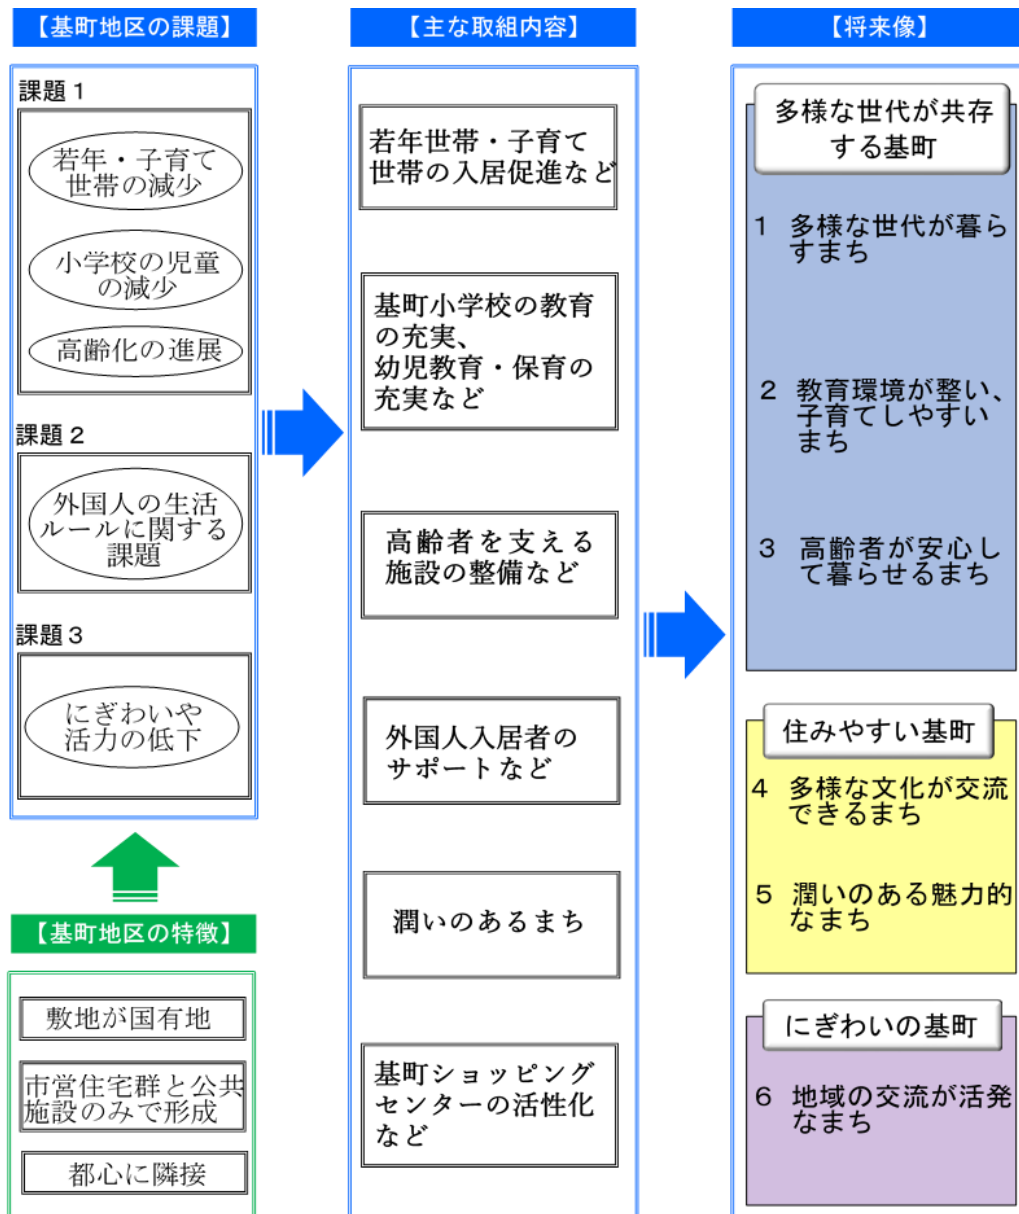 【基町地区の課題】
課題1
若年・子育て
世帯の減少
小学校の児童
の減少
高齢化の進展
課題2
外国人の生活
ルールに関する
課題
課題3
にぎわいや
活力の低下
【基町地区の特徴】
敷地が国有地
市営住宅群と公共
施設のみで形成
都心に隣接
【主な取組内容】
若年世帯・子育て
世帯の入居促進など
基町小学校の教育
の充実、
幼児教育・保育の
充実など
高齢者を支える
施設の整備など
外国人入居者の
サポートなど
潤いのあるまち
基町ショッピング
センターの活性化
など
【将来像】
多様な世代が共存
する基町
1 多様な世代が暮ら
すまち
2 教育環境が整い、
子育てしやすい
まち
3 高齢者が安心し
て暮らせるまち
住みやすい基町
4 多様な文化が交流
できるまち
5 潤いのある魅力的
なまち
にぎわいの基町
6 地域の交流が活発
なまち